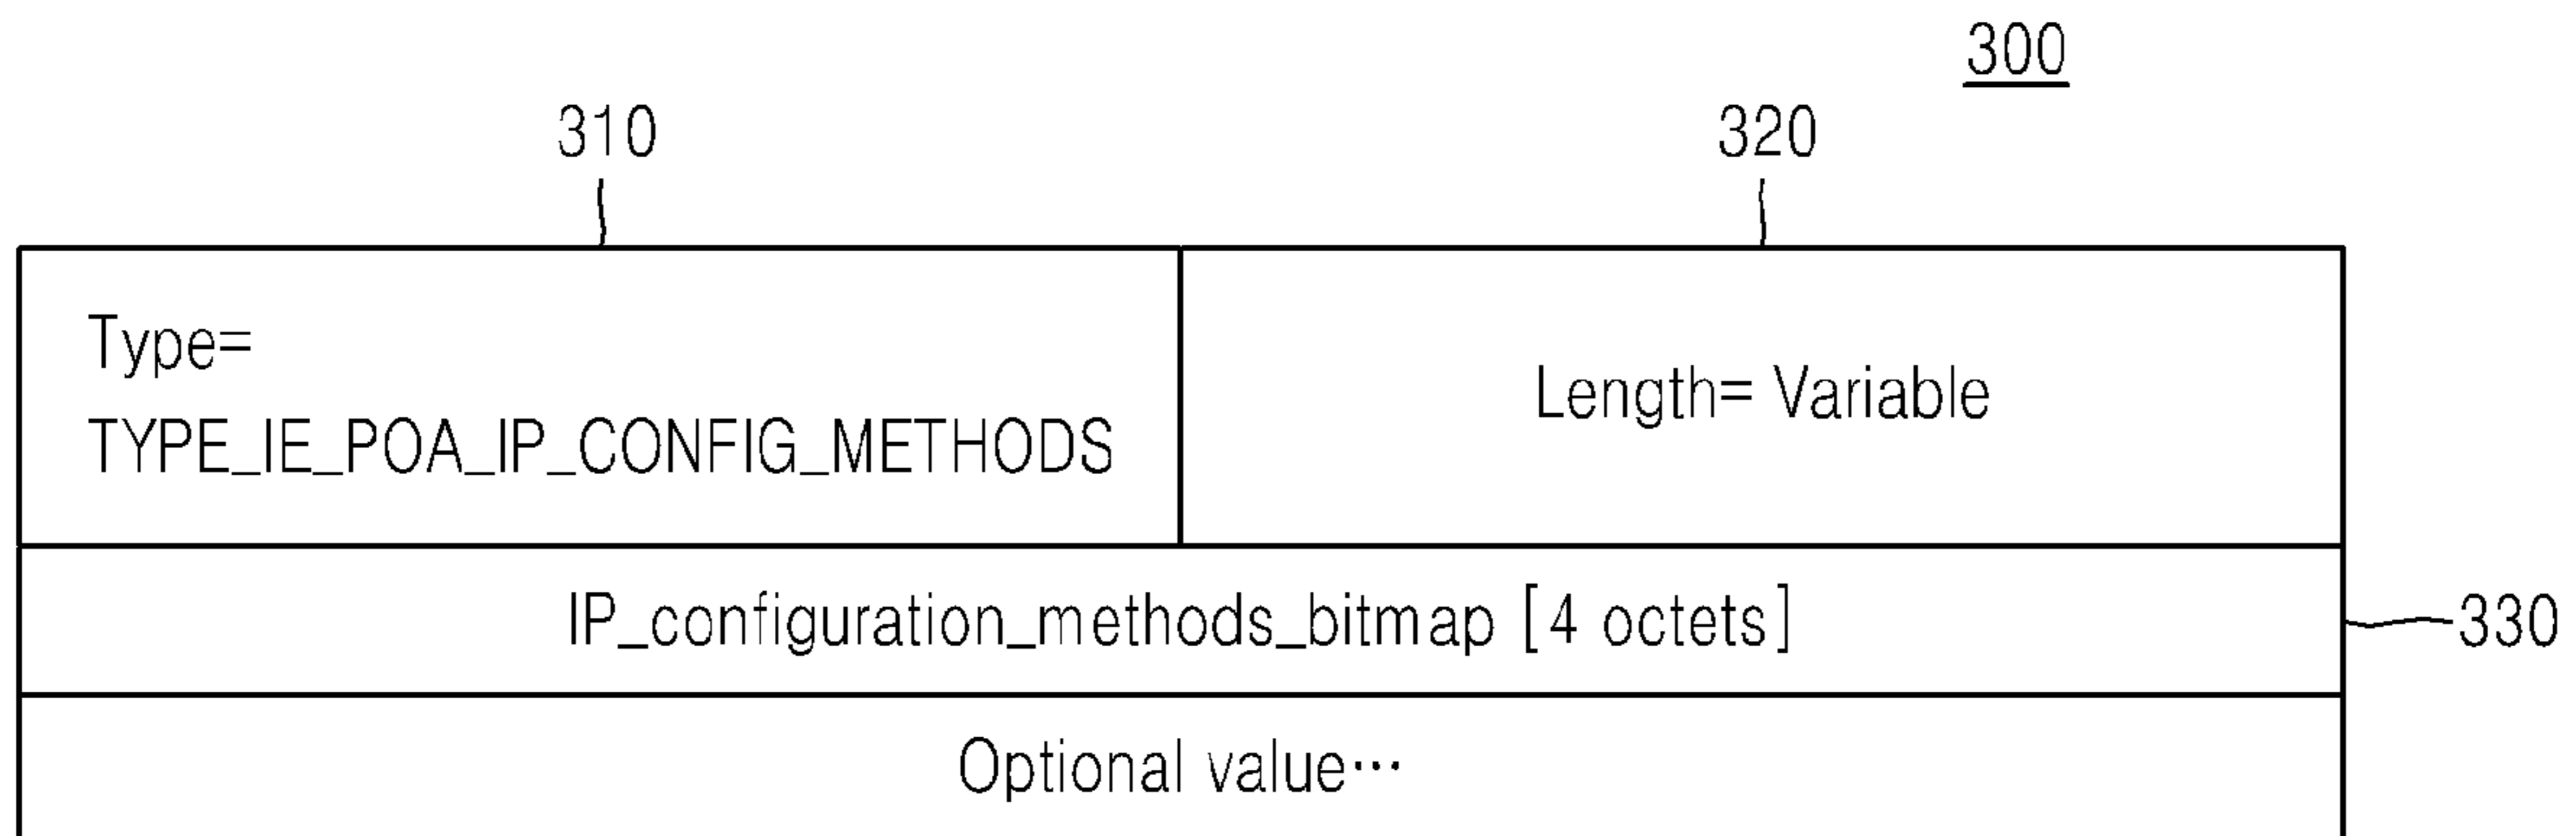 300
310
320
Type=
TYPE_IE_POA_IP_CONFIG_METHODS
Length= Variable
IP_configuration_methods_bitmap [4 octets]
330
Optional value⋯